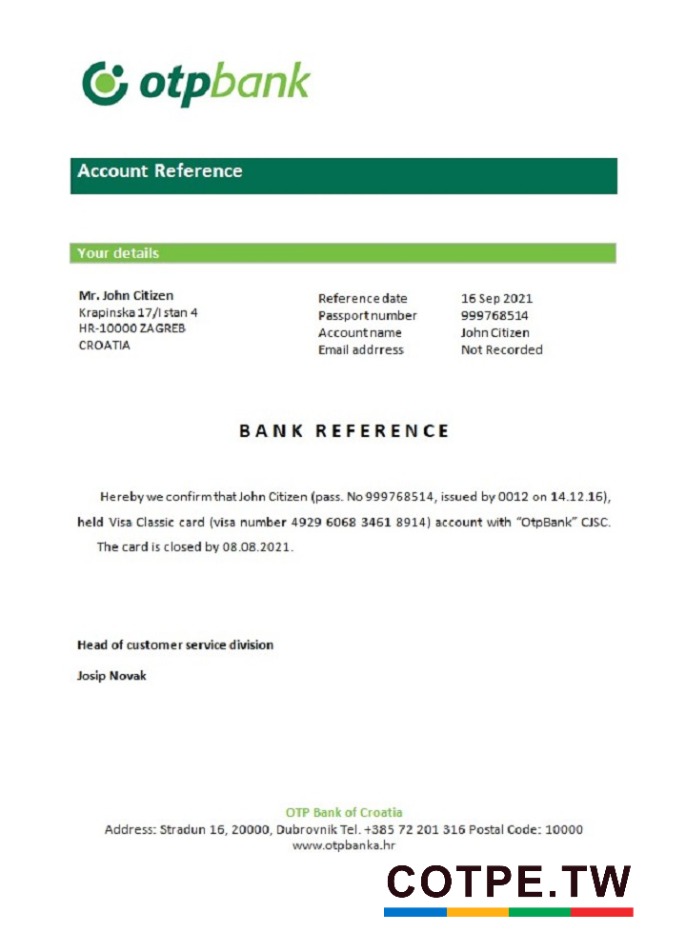 otpbank
Account Reference
Your details
Mr. John Citizen
Krapinska 17/I stan 4
HR-10000 ZAGREB
CROATIA
Reference date 16 Sep 2021
Passport number 999768514
Account name John Citizen
Email addrress Not Recorded
BANK REFERENCE
Hereby we confirm that John Citizen (pass. No 999768514, issued by 0012 on 14.12.16),
held Visa Classic card (visa number 4929 6068 3461 8914) account with “OtpBank” CJSC.
The card is closed by 08.08.2021.
Head of customer service division
Josip Novak
OTP Bank of Croatia
Address: Stradun 16, 20000, Dubrovnik Tel. +385 72 201 316 Postal Code: 10000
www.otpbanka.hr
COTPE.TW